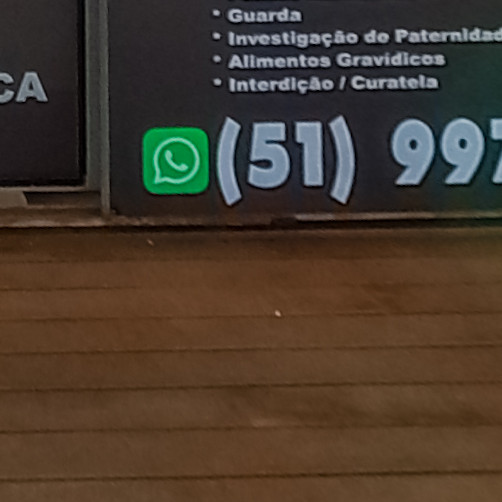 * Guarda
* Investigação de Paternidad
* Alimentos Gravídicos
* Interdição / Curatela
CA
(51) 997